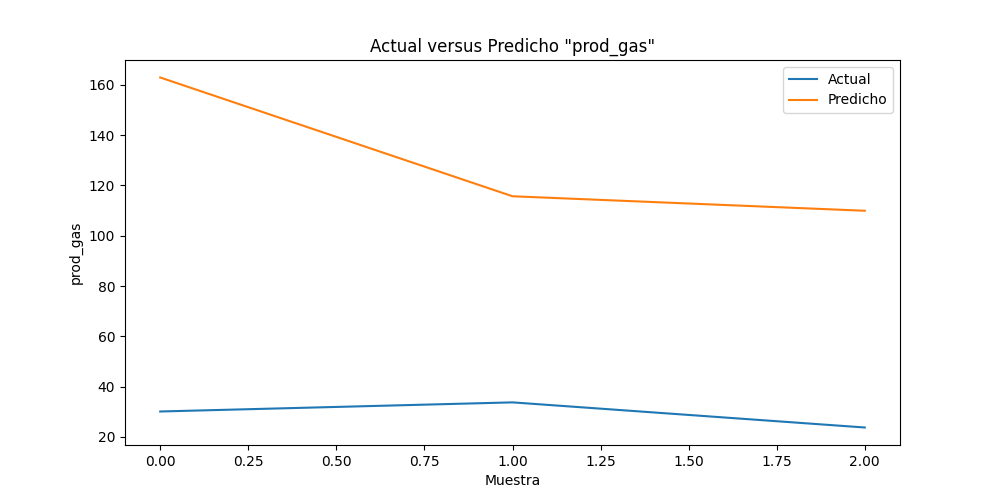 Actual versus Predicho "prod_gas"
Actual
Predicho
160
140
120
100
80
60
40
20
prod_gas
0.00 0.25 0.50 0.75 1.00 1.25 1.50 1.75 2.00
Muestra